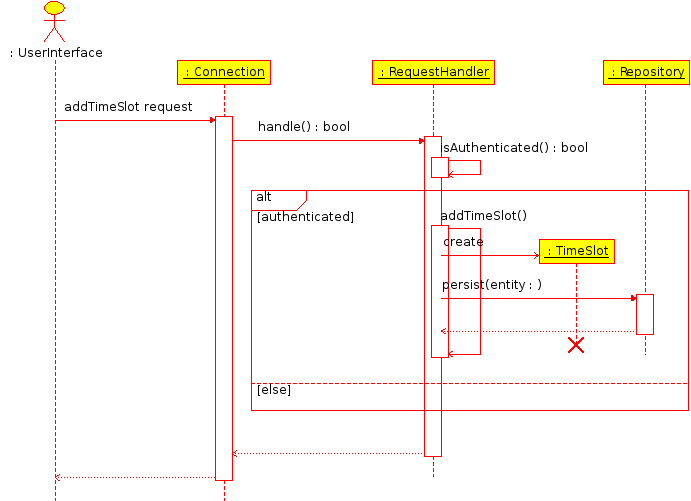 : UserInterface
: Connection
: RequestHandler
: Repository
addTimeSlot request
handle() : bool
sAuthenticated() : bool
alt
[authenticated]
addTimeSlot()
create
: TimeSlot
persist(entity : )
[else]